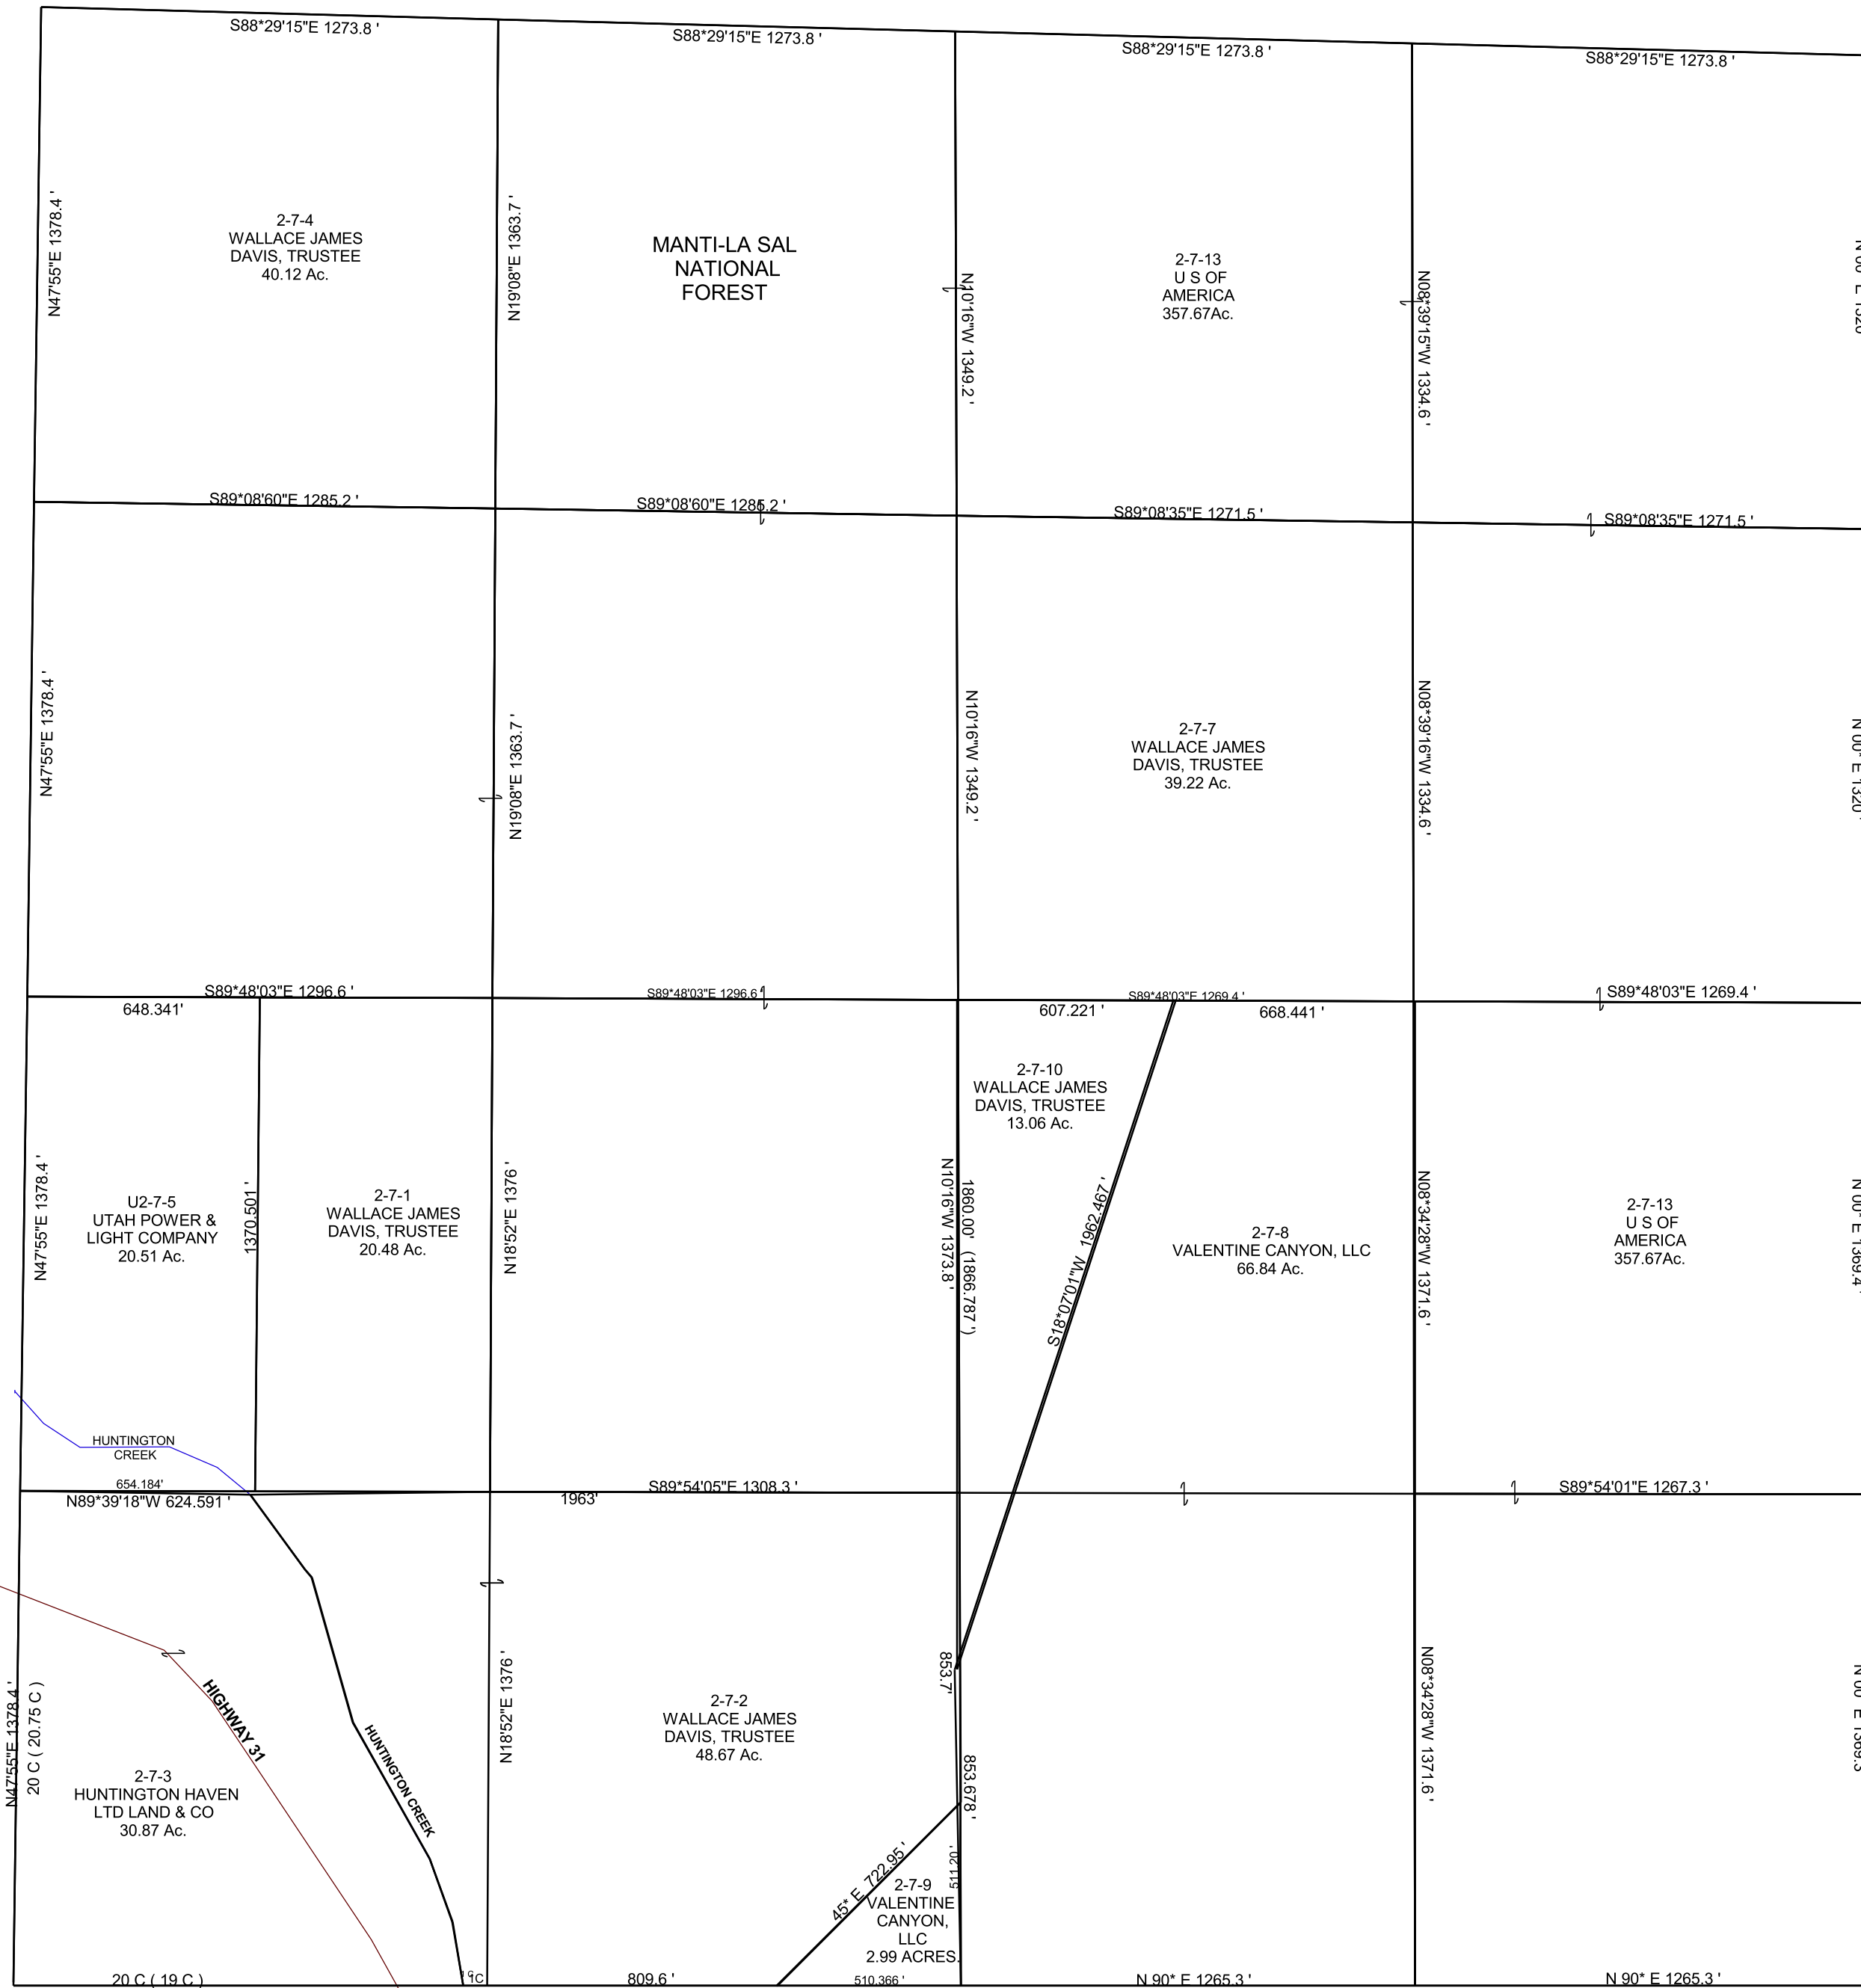 S88*29'15"E 1273.8 '
S88*29'15"E 1273.8 '
S88*29'15"E 1273.8 '
S88*29'15"E 1273.8 '
N47'55"E 1378.4 '
2-7-4
WALLACE JAMES
DAVIS, TRUSTEE
40.12 Ac.
N19'08"E 1363.7 '
MANTI-LA SAL
NATIONAL
FOREST
N10'16"W 1349.2 '
2-7-13
U S OF
AMERICA
357.67Ac.
N08*39'15"W 1334.6 '
S89*08'60"E 1285.2 '
S89*08'60"E 1285.2 '
S89*08'35"E 1271.5 '
S89*08'35"E 1271.5 '
N47'55"E 1378.4 '
N19'08"E 1363.7 '
N10'16"W 1349.2 '
2-7-7
WALLACE JAMES
DAVIS, TRUSTEE
39.22 Ac.
N08*39'16"W 1334.6 '
N 00° E 1320 '
S89*48'03"E 1296.6 '
S89*48'03"E 1296.6 '
S89*48'03"E 1269.4 '
S89*48'03"E 1269.4 '
648.341'
607.221 '
668.441 '
N47'55"E 1378.4 '
U2-7-5
UTAH POWER &
LIGHT COMPANY
20.51 Ac.
1370.501 '
2-7-1
WALLACE JAMES
DAVIS, TRUSTEE
20.48 Ac.
N18'52"E 1376 '
N10'16"W 1373.8 '
1860.00' (1866.787 ')
2-7-10
WALLACE JAMES
DAVIS, TRUSTEE
13.06 Ac.
S18*07'01"W 1962.467 '
2-7-8
VALENTINE CANYON, LLC
66.84 Ac.
N08*34'28"W 1371.6 '
2-7-13
U S OF
AMERICA
357.67Ac.
N 00° E 1369.4 '
HUNTINGTON
CREEK
654.184'
N89*39'18"W 624.591 '
1963'
S89*54'05"E 1308.3 '
S89*54'01"E 1267.3 '
N47'55"E 1378.4 '
20 C ( 20.75 C )
HIGHWAY 31
HUNTINGTON CREEK
2-7-3
HUNTINGTON HAVEN
LTD LAND & CO
30.87 Ac.
N18'52"E 1376 '
2-7-2
WALLACE JAMES
DAVIS, TRUSTEE
48.67 Ac.
853.7'
853.678 '
511.20 '
45* E 722.95 '
2-7-9
VALENTINE
CANYON,
LLC
2.99 ACRES.
N08*34'28"W 1371.6 '
20 C ( 19 C )
809.6 '
510.366 '
N 90* E 1265.3 '
N 90* E 1265.3 '